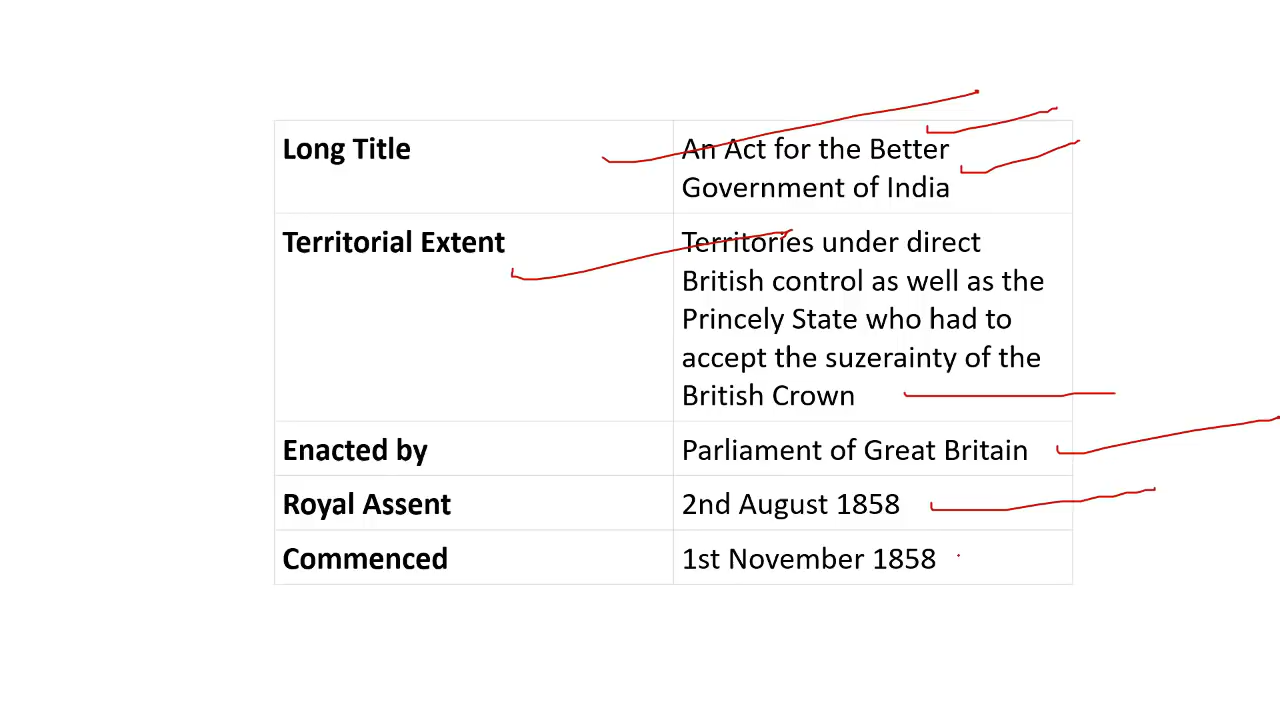 Long Title
An Act for the Better
Government of India
Territorial Extent
Territories under direct
British control as well as the
Princely State who had to
accept the suzerainty of the
British Crown
Enacted by
Parliament of Great Britain
Royal Assent
2nd August 1858
Commenced
1st November 1858